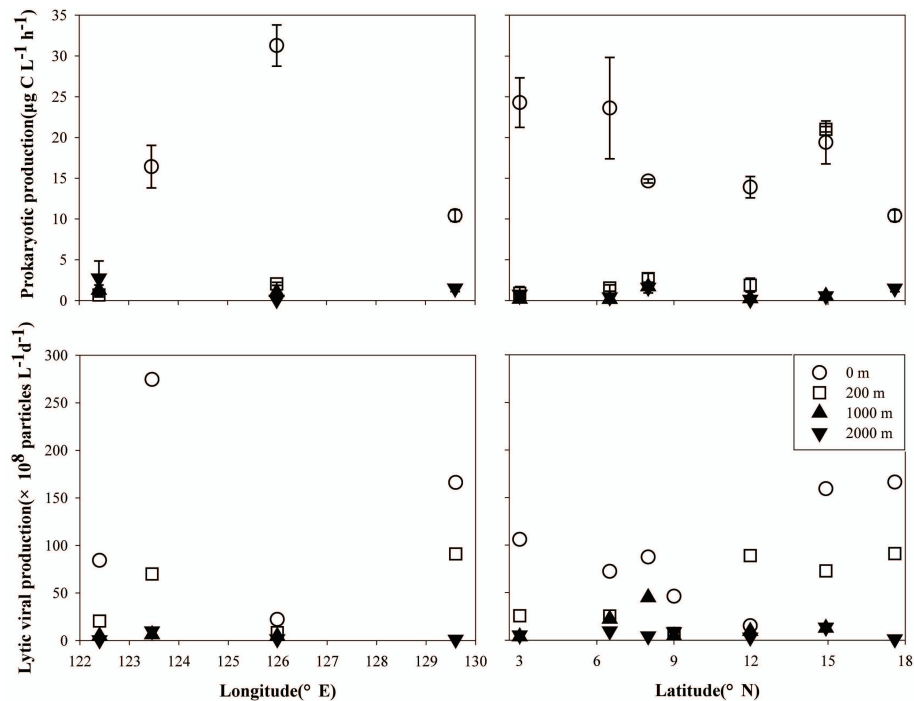 Prokaryotic production(µg C L⁻¹ h⁻¹)
35
30
25
20
15
10
5
0
Lytic viral production(× 10⁸ particles L⁻¹d⁻¹)
300
250
200
150
100
50
0
122 123 124 125 126 127 128 129 130
Longitude(° E)
0 m
200 m
1000 m
2000 m
3 6 9 12 15 18
Latitude(° N)